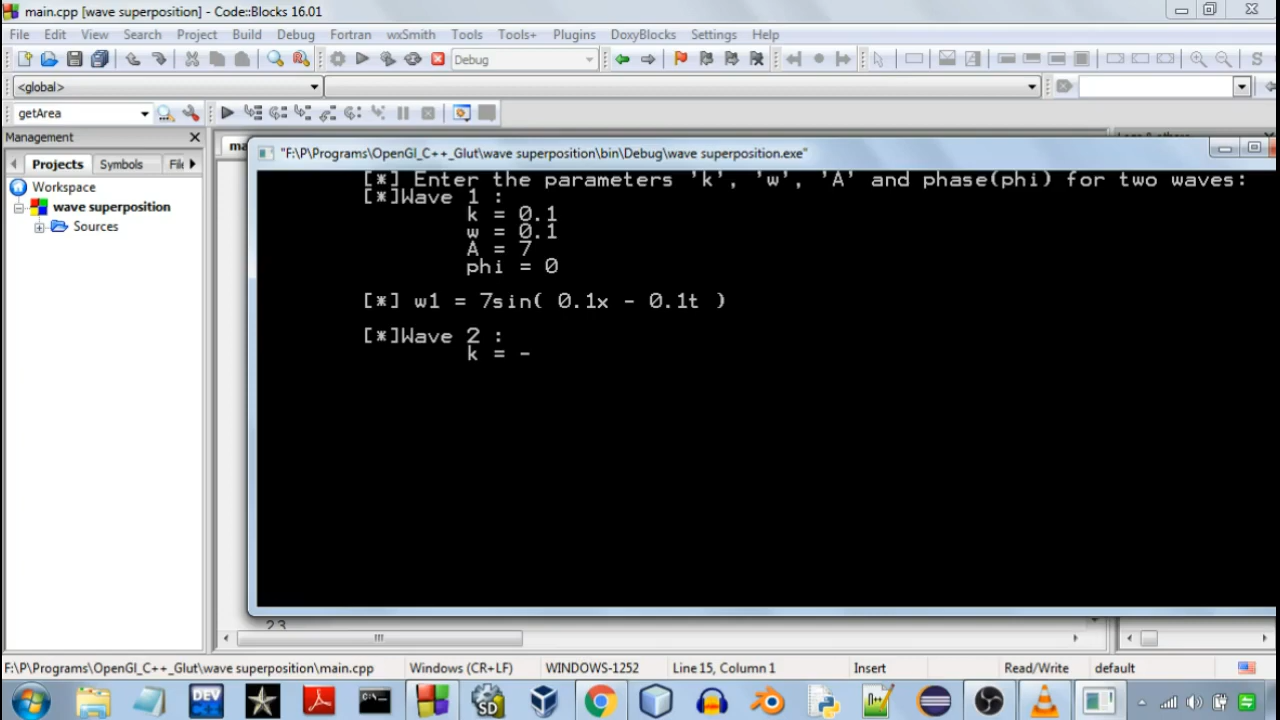 main.cpp [wave superposition] - Code::Blocks 16.01
File Edit View Search Project Build Debug Fortran wxSmith Tools Tools+ Plugins DoxyBlocks Settings Help
Debug
<global>
getArea
Management
Projects Symbols
Workspace
wave superposition
Sources
"F:\P\Programs\OpenGl_C++_Glut\wave superposition\bin\Debug\wave superposition.exe"
[*] Enter the parameters 'k', 'w', 'A' and phase(phi) for two waves:
[*]Wave 1 :
k = 0.1
w = 0.1
A = 7
phi = 0
[*] w1 = 7sin( 0.1x - 0.1t )
[*]Wave 2 :
k = -
23
F:\P\Programs\OpenGl_C++_Glut\wave superposition\main.cpp Windows (CR+LF) WINDOWS-1252 Line 15, Column 1 Insert Read/Write default
DEV
SD